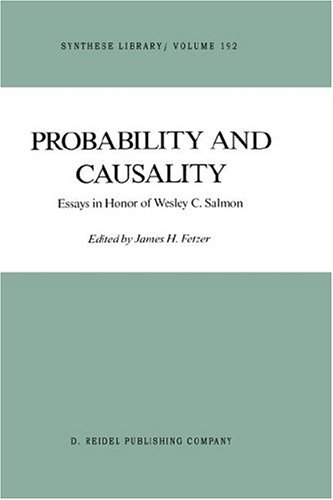 SYNTHESE LIBRARY / VOLUME 192
PROBABILITY AND
CAUSALITY
Essays in Honor of Wesley C. Salmon
Edited by James H. Fetzer
D. REIDEL PUBLISHING COMPANY